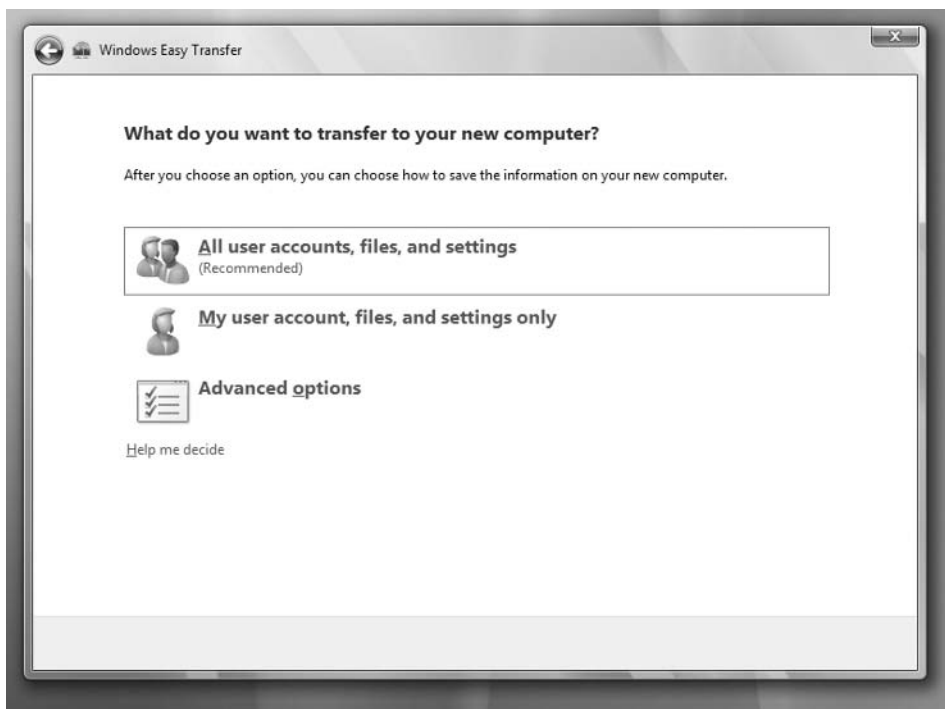 Windows Easy Transfer
What do you want to transfer to your new computer?
After you choose an option, you can choose how to save the information on your new computer.
All user accounts, files, and settings
(Recommended)
My user account, files, and settings only
Advanced options
Help me decide